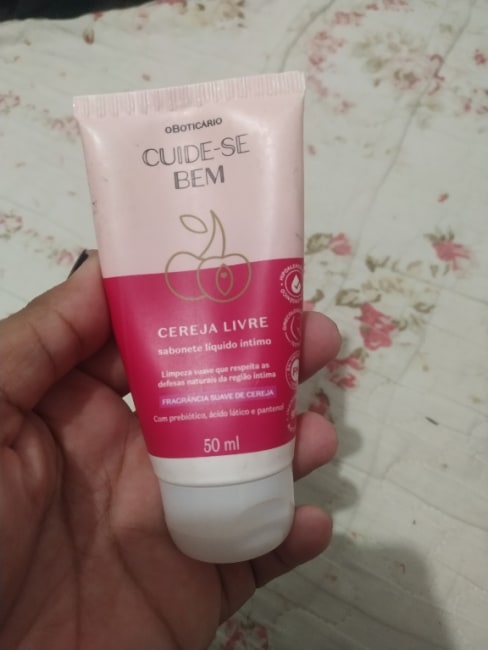 oBOTICÁRIO
CUIDE-SE
BEM
CEREJA LIVRE
sabonete líquido íntimo
Limpeza suave que respeita as
defesas naturais da região íntima
FRAGRÂNCIA SUAVE DE CEREJA
Com prebiótico, ácido lático e pantenol
50 ml